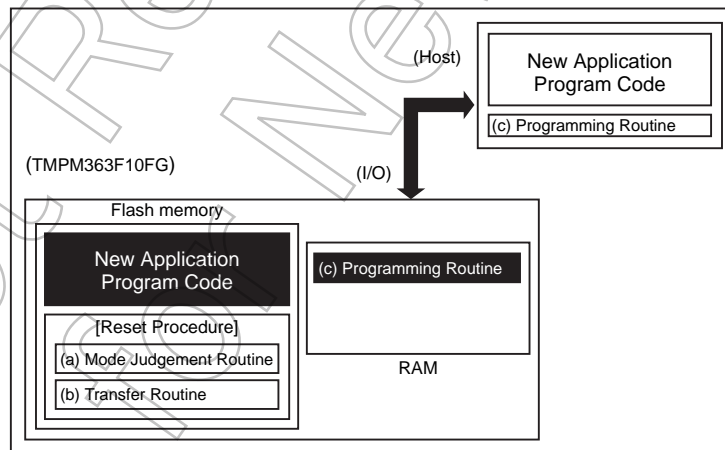 (Host)
New Application
Program Code
(c) Programming Routine
(TMPM363F10FG)
(I/O)
Flash memory
New Application
Program Code
[Reset Procedure]
(a) Mode Judgement Routine
(b) Transfer Routine
(c) Programming Routine
RAM